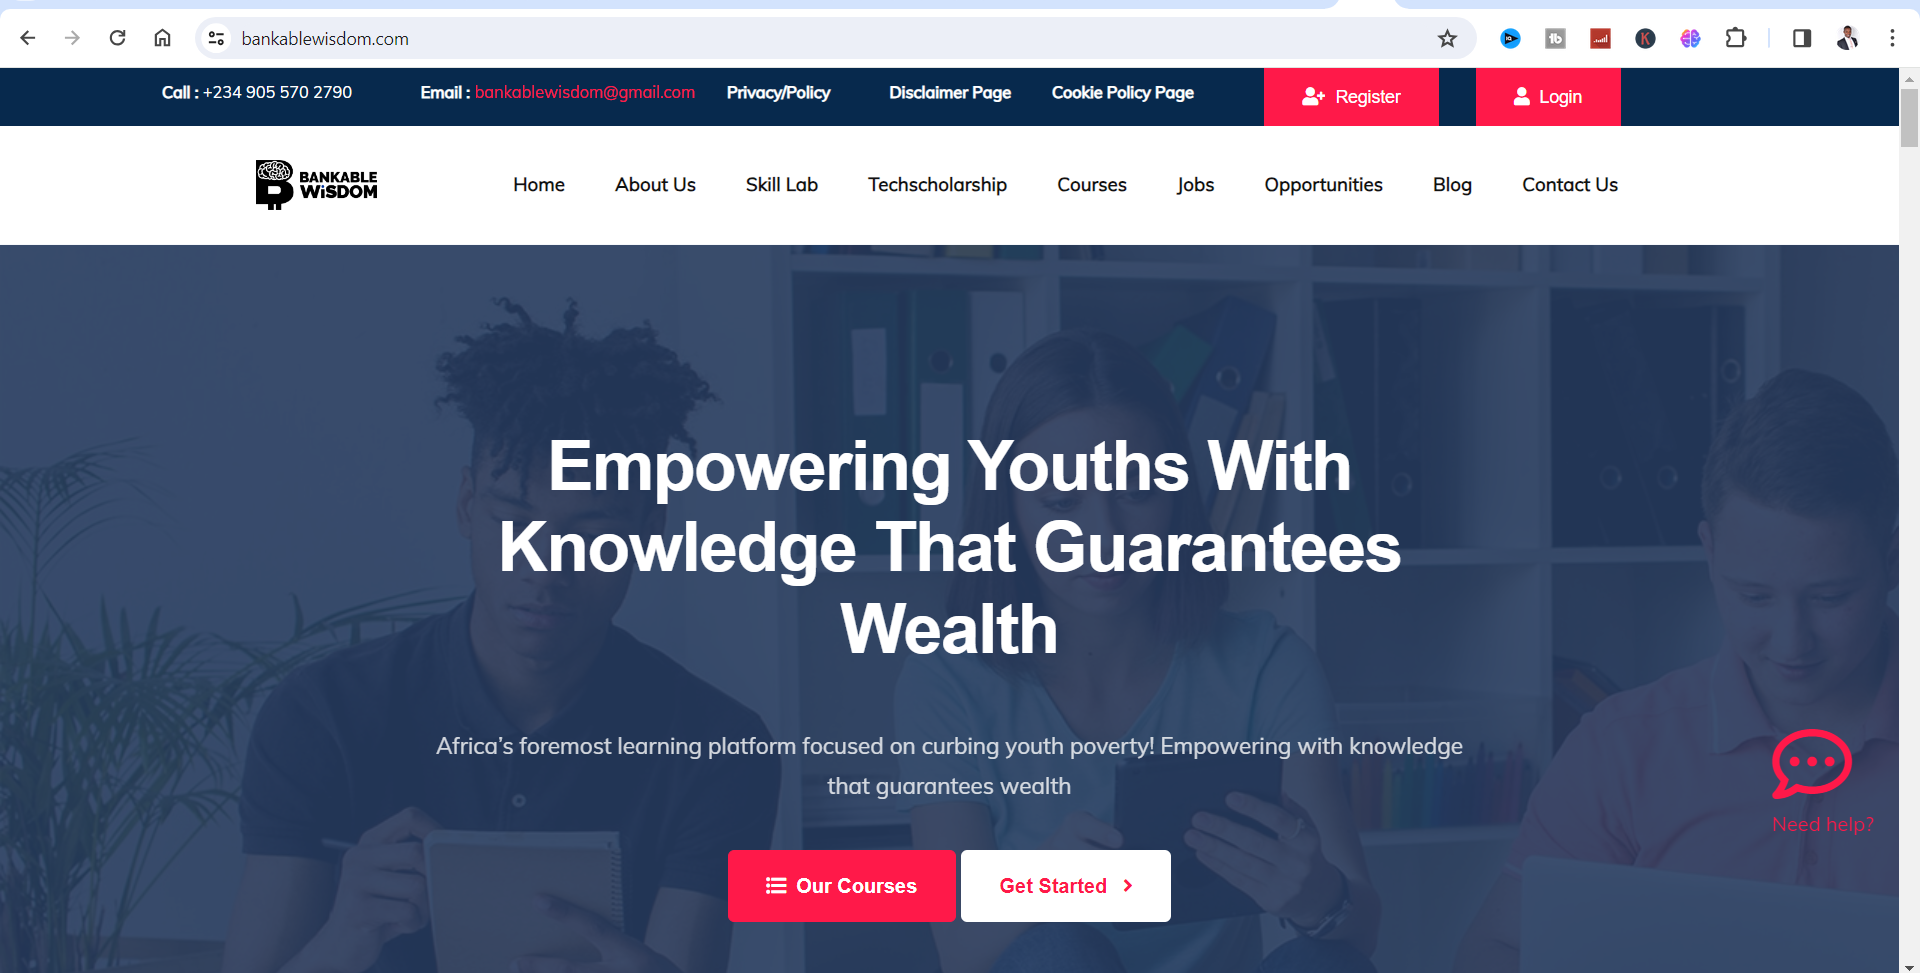 bankablewisdom.com
Call : +234 905 570 2790 Email : bankablewisdom@gmail.com Privacy/Policy Disclaimer Page Cookie Policy Page Register Login
BANKABLE
WiSDOM
Home About Us Skill Lab Techscholarship Courses Jobs Opportunities Blog Contact Us
Empowering Youths With
Knowledge That Guarantees
Wealth
Africa's foremost learning platform focused on curbing youth poverty! Empowering with knowledge
that guarantees wealth
Need help?
Our Courses Get Started